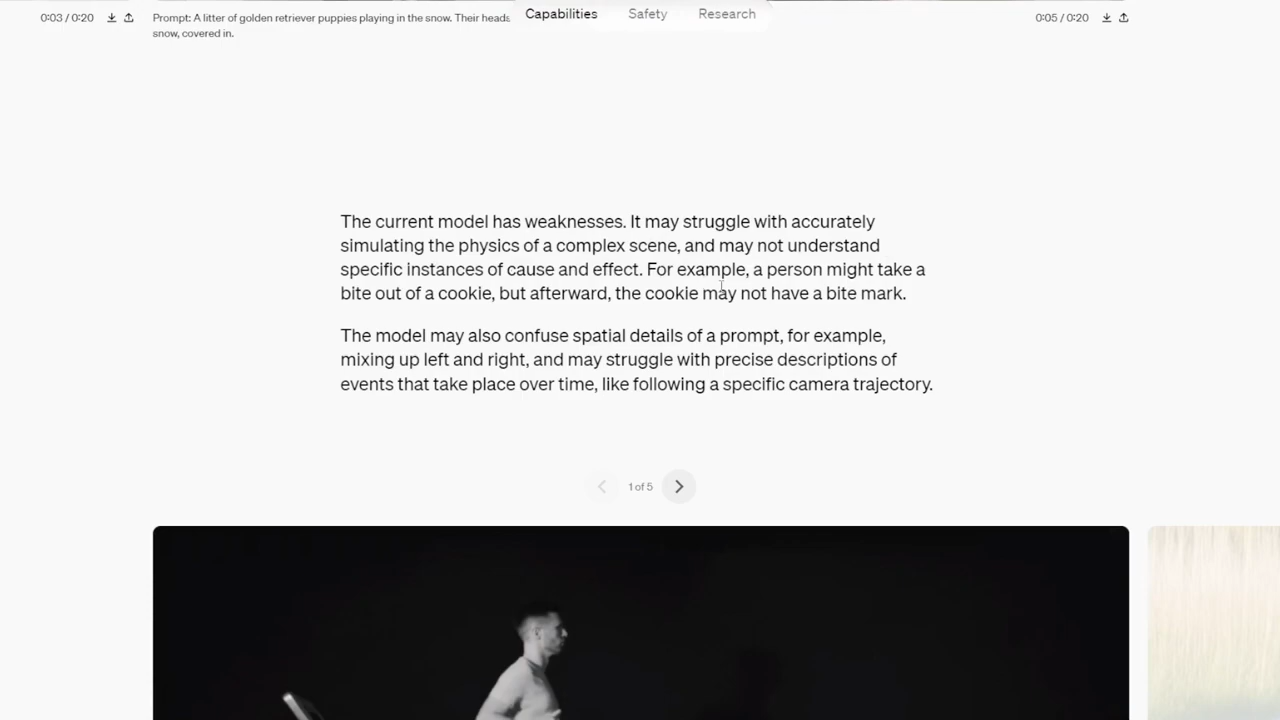 Capabilities Safety Research
0:03 / 0:20
Prompt: A litter of golden retriever puppies playing in the snow. Their heads
snow, covered in.
0:05 / 0:20
The current model has weaknesses. It may struggle with accurately
simulating the physics of a complex scene, and may not understand
specific instances of cause and effect. For example, a person might take a
bite out of a cookie, but afterward, the cookie may not have a bite mark.
The model may also confuse spatial details of a prompt, for example,
mixing up left and right, and may struggle with precise descriptions of
events that take place over time, like following a specific camera trajectory.
1 of 5